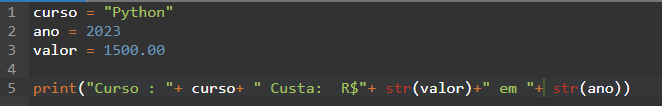 1 curso = "Python"
2 ano = 2023
3 valor = 1500.00
4
5 print("Curso : "+ curso+ " Custa:  R$"+ str(valor)+" em "+ str(ano))